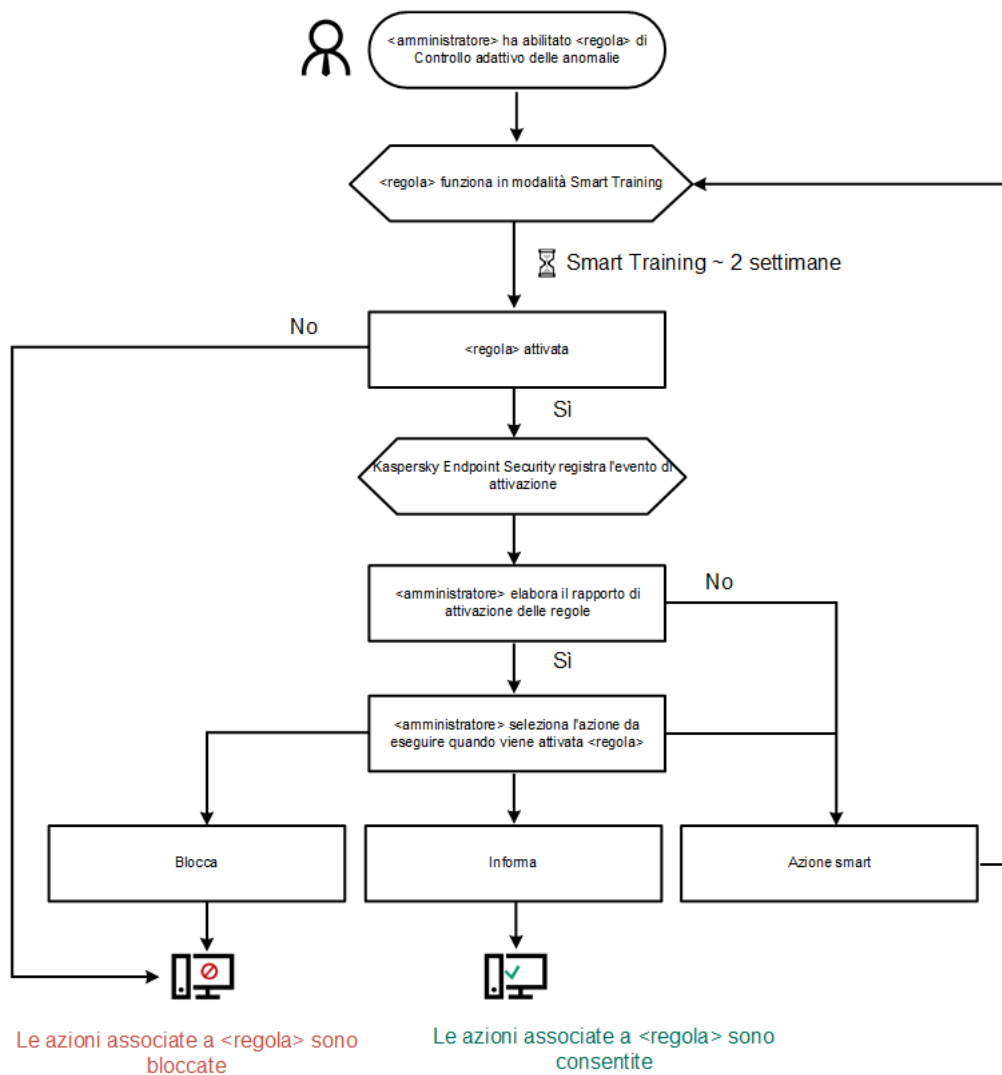 <amministratore> ha abilitato <regola> di
Controllo adattivo delle anomalie
<regola> funziona in modalità Smart Training
Smart Training ~ 2 settimane
No
<regola> attivata
Sì
Kaspersky Endpoint Security registra l'evento di
attivazione
<amministratore> elabora il rapporto di
attivazione delle regole
No
Sì
<amministratore> seleziona l'azione da
eseguire quando viene attivata <regola>
Blocca
Informa
Azione smart
Le azioni associate a <regola> sono
bloccate
Le azioni associate a <regola> sono
consentite